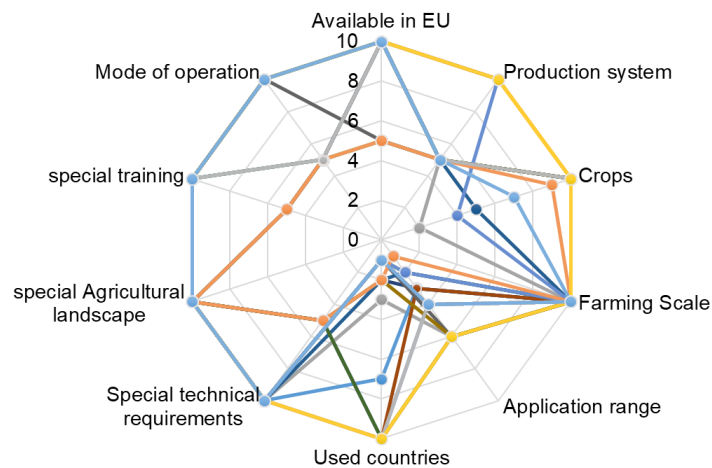 Available in EU
10
Mode of operation
8
Production system
6
special training
4
Crops
2
0
special Agricultural
landscape
Farming Scale
Special technical
requirements
Application range
Used countries